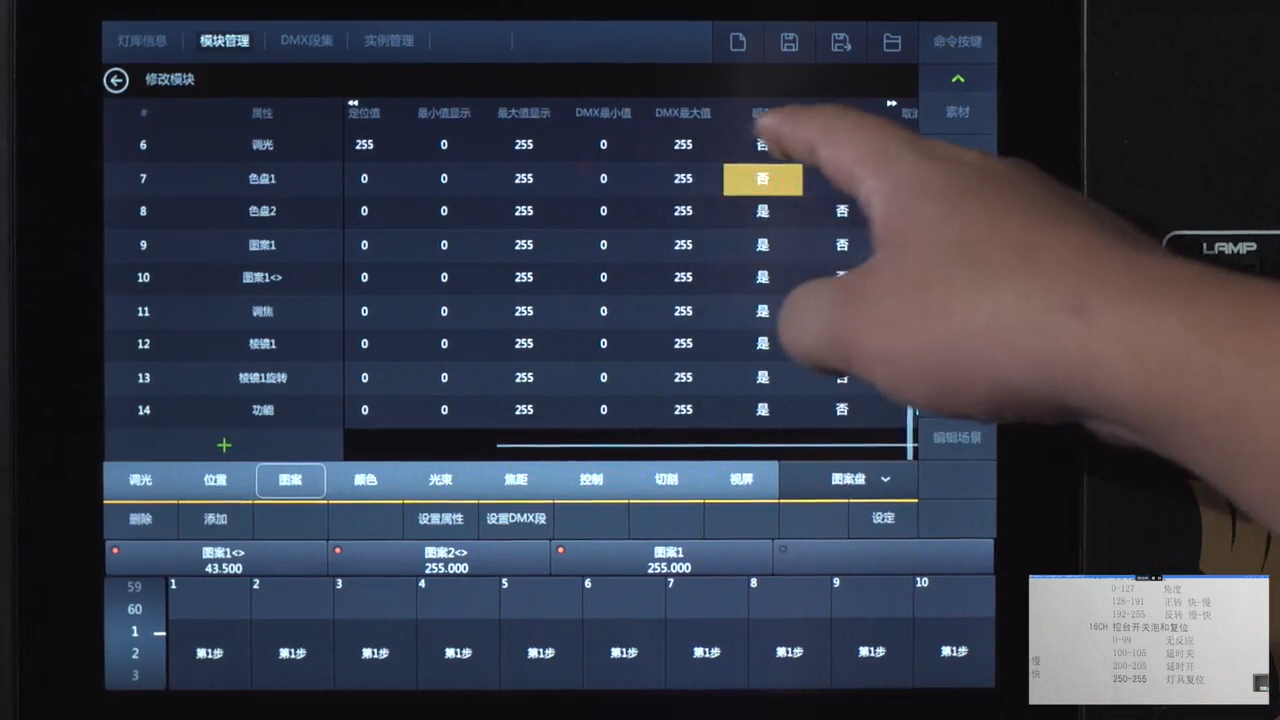 灯库信息 模块管理 DMX段集 实例管理 命令按键
修改模块
素材
# 属性 定位值 最小值显示 最大值显示 DMX最小值 DMX最大值
6 调光 255 0 255 0 255 否
7 色盘1 0 0 255 0 255 否
8 色盘2 0 0 255 0 255 是 否
9 图案1 0 0 255 0 255 是 否
10 图案1<> 0 0 255 0 255 是
11 调焦 0 0 255 0 255 是
12 棱镜1 0 0 255 0 255 是
13 棱镜1旋转 0 0 255 0 255 是 否
14 功能 0 0 255 0 255 是 否
+ 编辑场景
调光 位置 图案 颜色 光束 焦距 控制 切割 视屏 图案盘
删除 添加 设置属性 设置DMX段 设定
图案1<> 图案2<> 图案1
43.500 255.000 255.000
59 1 2 3 4 5 6 7 8 9 10
60
1
2 第1步 第1步 第1步 第1步 第1步 第1步 第1步 第1步 第1步 第1步
3
LAMP
0-127 角度
128-191 正转 快-慢
192-255 反转 慢-快
16CH 控台开关泡和复位
0-99 无反应
100-105 延时关
200-205 延时开
250-255 灯具复位
-慢
-快